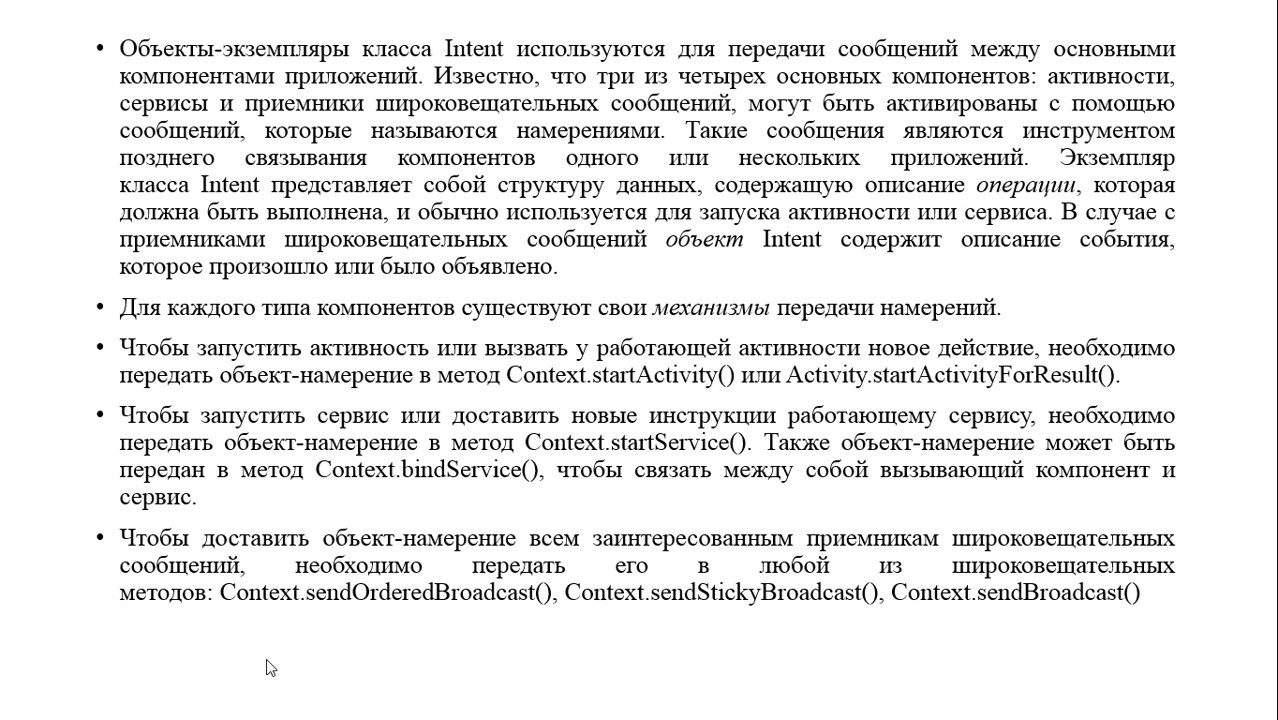 • Объекты-экземпляры класса Intent используются для передачи сообщений между основными
компонентами приложений. Известно, что три из четырех основных компонентов: активности,
сервисы и приемники широковещательных сообщений, могут быть активированы с помощью
сообщений, которые называются намерениями. Такие сообщения являются инструментом
позднего связывания компонентов одного или нескольких приложений. Экземпляр
класса Intent представляет собой структуру данных, содержащую описание операции, которая
должна быть выполнена, и обычно используется для запуска активности или сервиса. В случае с
приемниками широковещательных сообщений объект Intent содержит описание события,
которое произошло или было объявлено.
• Для каждого типа компонентов существуют свои механизмы передачи намерений.
• Чтобы запустить активность или вызвать у работающей активности новое действие, необходимо
передать объект-намерение в метод Context.startActivity() или Activity.startActivityForResult().
• Чтобы запустить сервис или доставить новые инструкции работающему сервису, необходимо
передать объект-намерение в метод Context.startService(). Также объект-намерение может быть
передан в метод Context.bindService(), чтобы связать между собой вызывающий компонент и
сервис.
• Чтобы доставить объект-намерение всем заинтересованным приемникам широковещательных
сообщений, необходимо передать его в любой из широковещательных
методов: Context.sendOrderedBroadcast(), Context.sendStickyBroadcast(), Context.sendBroadcast()